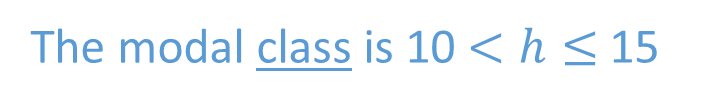 The modal class is 10 < ℎ ≤ 15